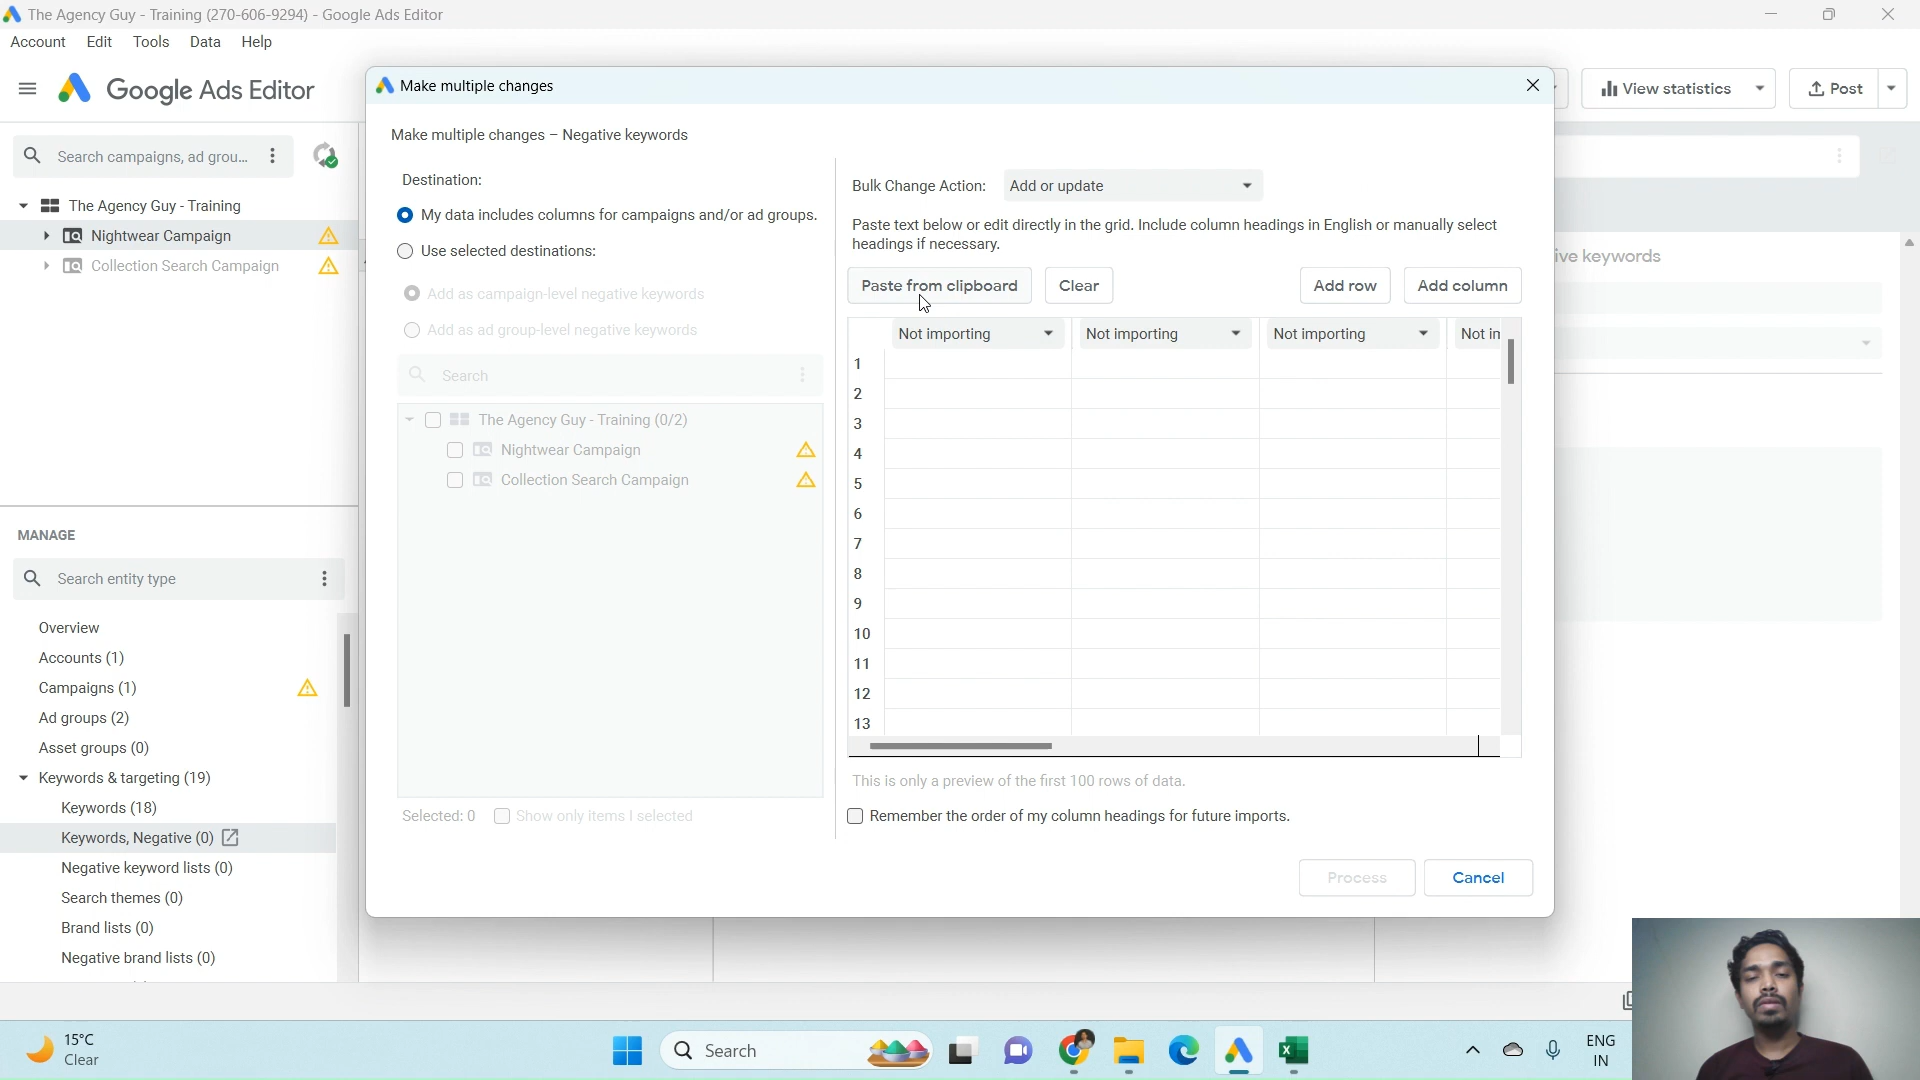 The Agency Guy - Training (270-606-9294) - Google Ads Editor
Account Edit Tools Data Help
Google Ads Editor
View statistics
Post
Make multiple changes
Make multiple changes – Negative keywords
Search campaigns, ad grou...
The Agency Guy - Training
Nightwear Campaign
Collection Search Campaign
Destination:
My data includes columns for campaigns and/or ad groups.
Use selected destinations:
Add as campaign-level negative keywords
Add as ad group-level negative keywords
Search
The Agency Guy - Training (0/2)
Nightwear Campaign
Collection Search Campaign
Selected: 0 Show only items I selected
Bulk Change Action: Add or update
Paste text below or edit directly in the grid. Include column headings in English or manually select
headings if necessary.
Paste from clipboard Clear Add row Add column
Not importing Not importing Not importing Not in
1
2
3
4
5
6
7
8
9
10
11
12
13
This is only a preview of the first 100 rows of data.
Remember the order of my column headings for future imports.
Process Cancel
ive keywords
MANAGE
Search entity type
Overview
Accounts (1)
Campaigns (1)
Ad groups (2)
Asset groups (0)
Keywords & targeting (19)
Keywords (18)
Keywords, Negative (0)
Negative keyword lists (0)
Search themes (0)
Brand lists (0)
Negative brand lists (0)
15°C
Clear
Search
ENG
IN